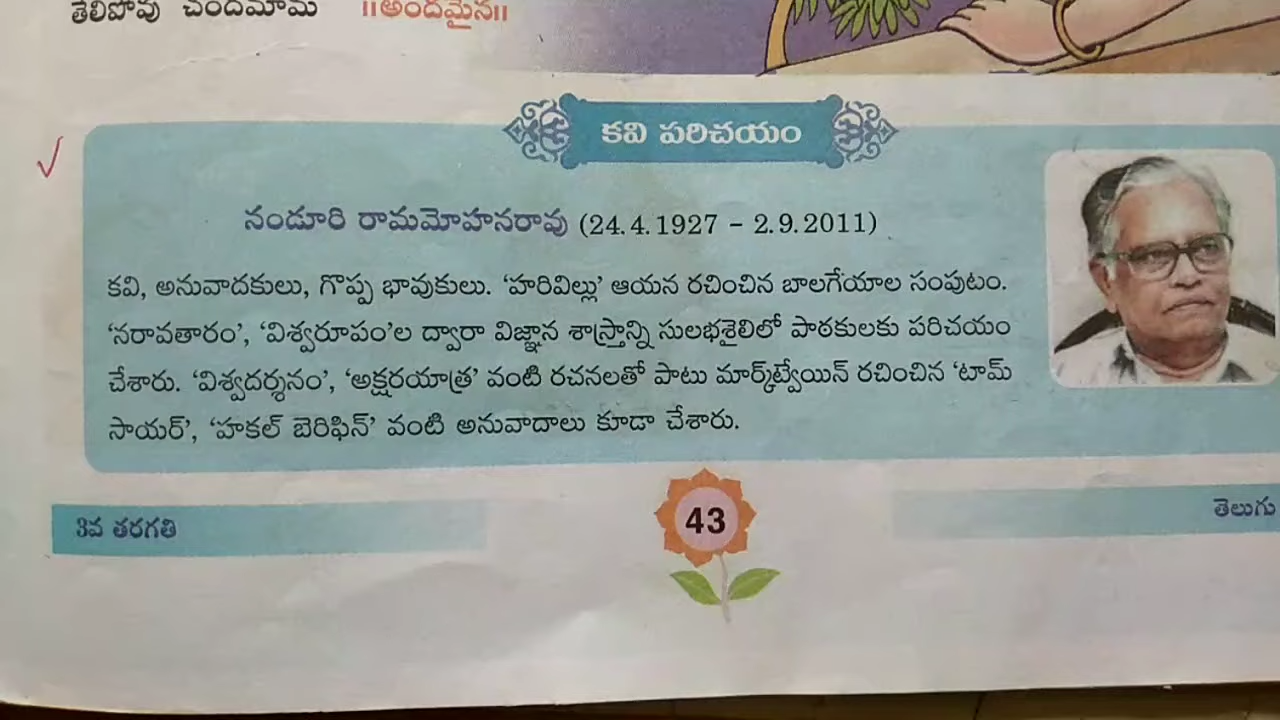 తెలిపోవు చందమామ ||అందమైన||
కవి పరిచయం
నండూరి రామమోహనరావు (24.4.1927 - 2.9.2011)
కవి, అనువాదకులు, గొప్ప భావుకులు. ‘హరివిల్లు’ ఆయన రచించిన బాలగేయాల సంపుటం.
‘నరావతారం’, ‘విశ్వరూపం’ల ద్వారా విజ్ఞాన శాస్త్రాన్ని సులభశైలిలో పాఠకులకు పరిచయం
చేశారు. ‘విశ్వదర్శనం’, ‘అక్షరయాత్ర’ వంటి రచనలతో పాటు మార్క్‌ట్వేయిన్ రచించిన ‘టామ్
సాయర్’, ‘హకల్ బెరిఫిన్’ వంటి అనువాదాలు కూడా చేశారు.
3వ తరగతి 43 తెలుగు